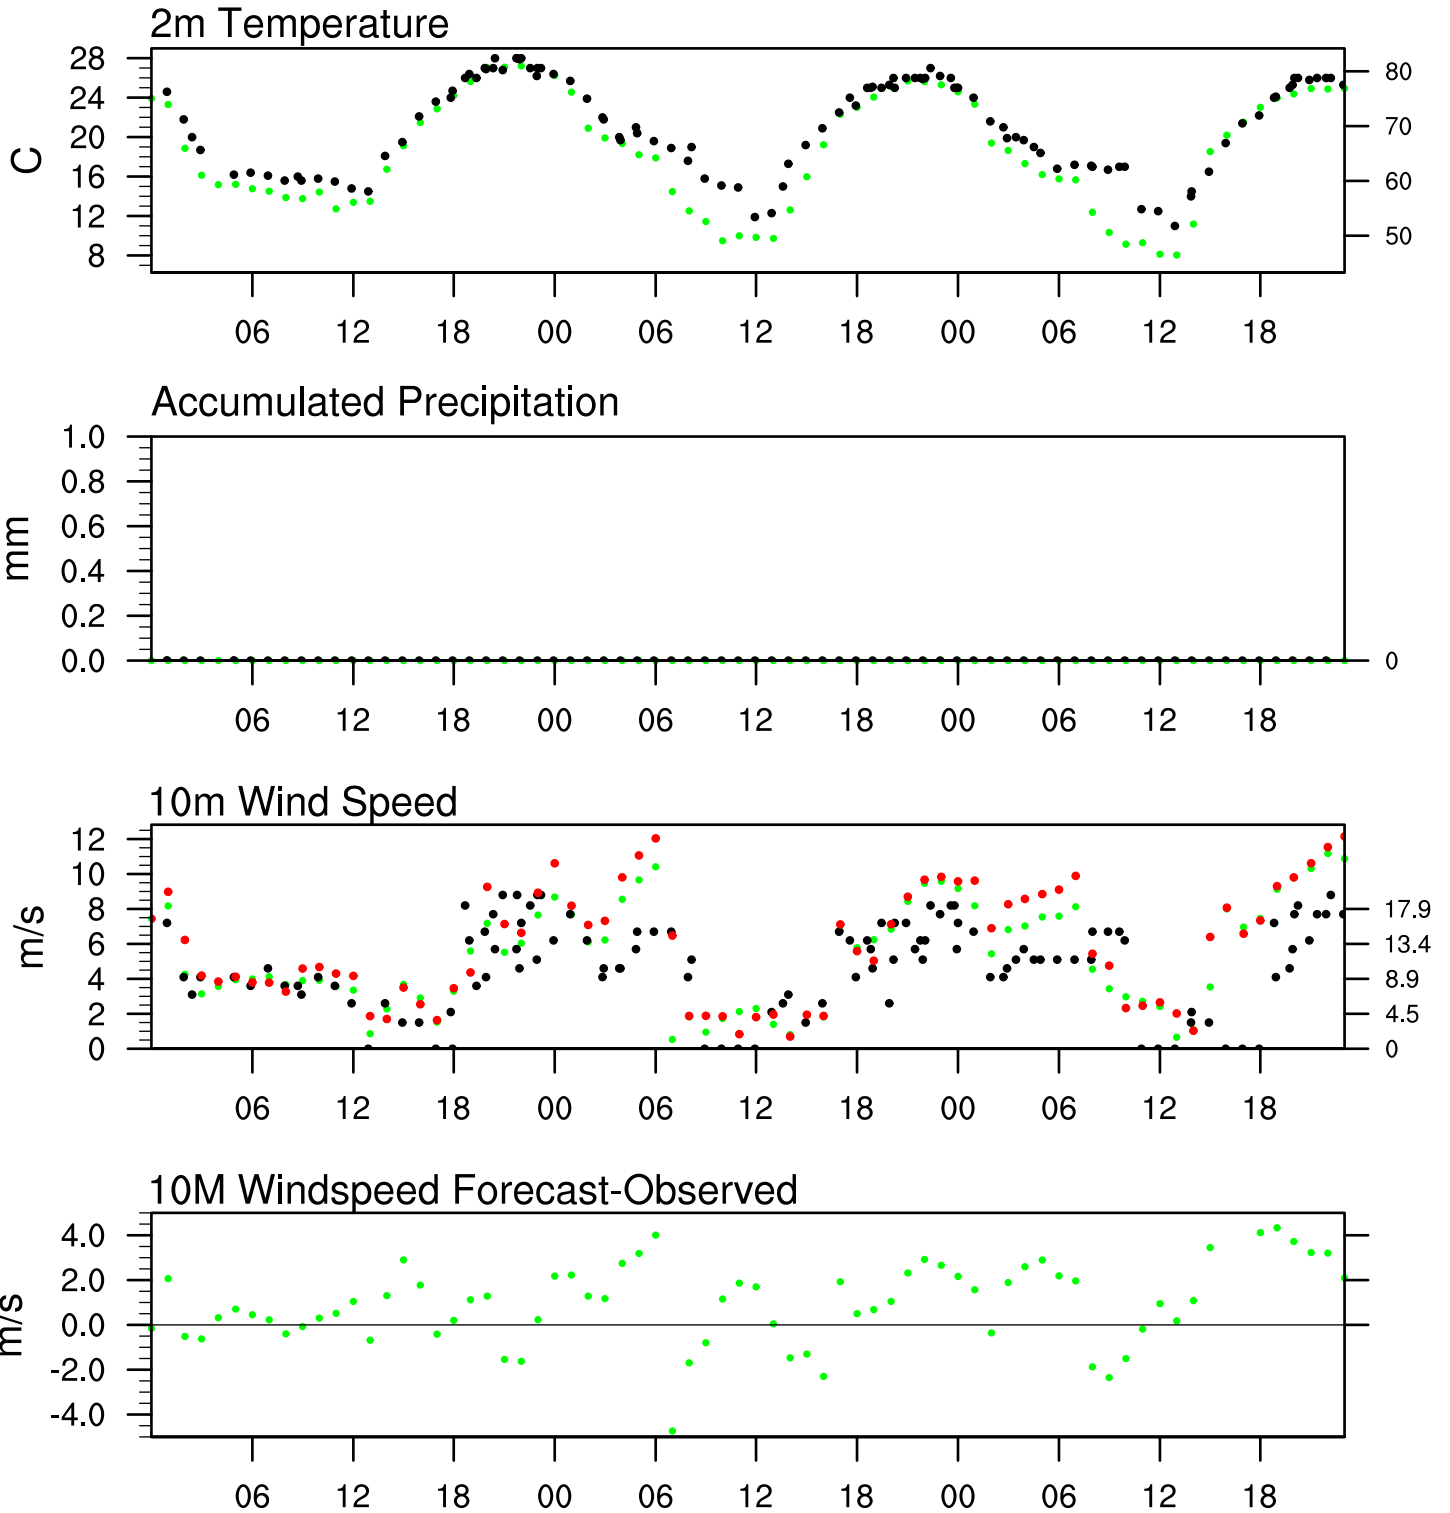 2m Temperature
28
24
20
16
12
8
C
80
70
60
50
06 12 18 00 06 12 18 00 06 12 18
Accumulated Precipitation
1.0
0.8
0.6
0.4
0.2
0.0
mm
0
06 12 18 00 06 12 18 00 06 12 18
10m Wind Speed
12
10
8
6
4
2
0
m/s
17.9
13.4
8.9
4.5
0
06 12 18 00 06 12 18 00 06 12 18
10M Windspeed Forecast-Observed
4.0
2.0
0.0
-2.0
-4.0
m/s
06 12 18 00 06 12 18 00 06 12 18